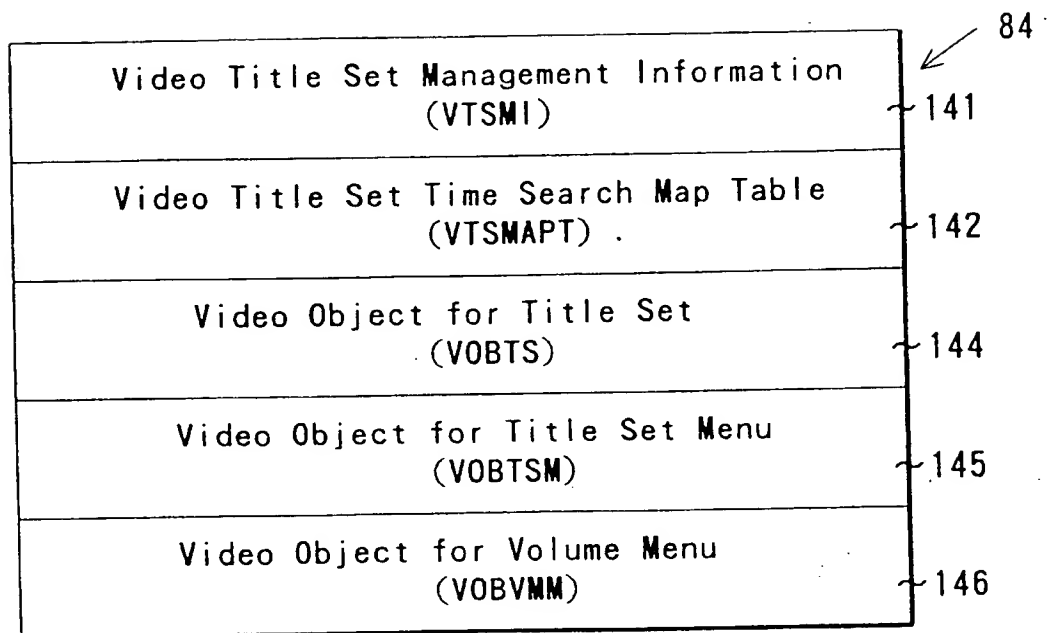 84
Video Title Set Management Information
(VTSMI)
141
Video Title Set Time Search Map Table
(VTSMAPT)
142
Video Object for Title Set
(VOBTS)
144
Video Object for Title Set Menu
(VOBTSM)
145
Video Object for Volume Menu
(VOBVMM)
146